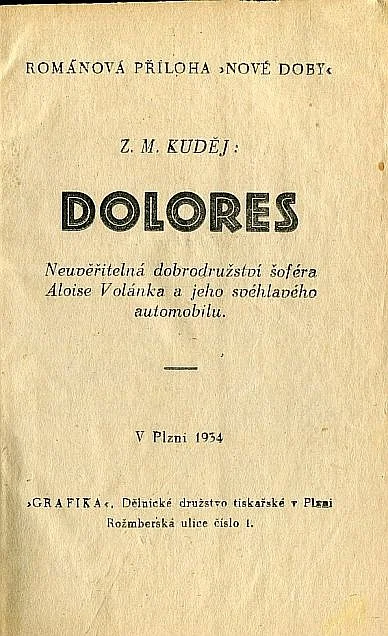 ROMÁNOVÁ PŘÍLOHA ›NOVÉ DOBY‹
Z. M. KUDĚJ:
DOLORES
Neuvěřitelná dobrodružství šoféra
Aloise Volánka a jeho svéhlavého
automobilu.
V Plzni 1934
›GRAFIKA‹, Dělnické družstvo tiskařské v Plzni
Rožmberská ulice číslo 1.